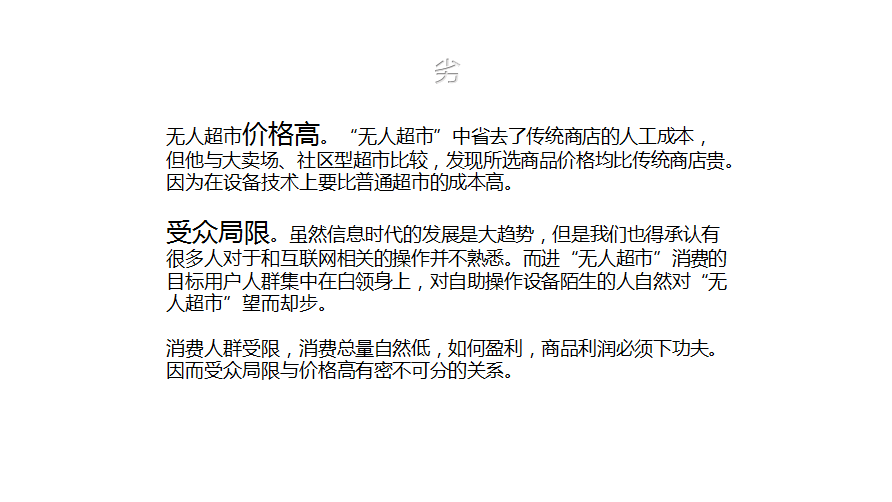 劣
无人超市价格高。“无人超市”中省去了传统商店的人工成本，
但他与大卖场、社区型超市比较，发现所选商品价格均比传统商店贵。
因为在设备技术上要比普通超市的成本高。
受众局限。虽然信息时代的发展是大趋势，但是我们也得承认有
很多人对于和互联网相关的操作并不熟悉。而进“无人超市”消费的
目标用户人群集中在白领身上，对自助操作设备陌生的人自然对“无
人超市”望而却步。
消费人群受限，消费总量自然低，如何盈利，商品利润必须下功夫。
因而受众局限与价格高有密不可分的关系。